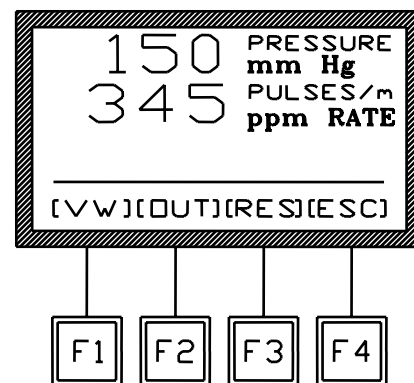 150 PRESSURE
mm Hg
345 PULSES/m
ppm RATE
[VW][OUT][RES][ESC]
F1 F2 F3 F4